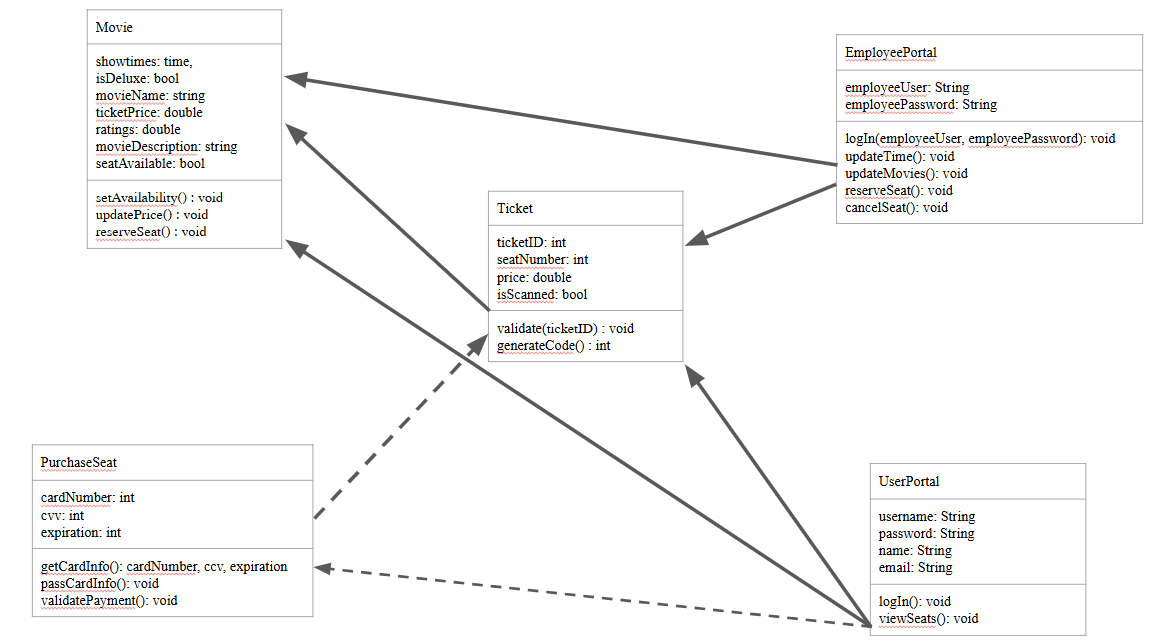 Movie
showtimes: time,
isDeluxe: bool
movieName: string
ticketPrice: double
ratings: double
movieDescription: string
seatAvailable: bool
setAvailability() : void
updatePrice() : void
reserveSeat() : void
EmployeePortal
employeeUser: String
employeePassword: String
logIn(employeeUser, employeePassword): void
updateTime(): void
updateMovies(): void
reserveSeat(): void
cancelSeat(): void
Ticket
ticketID: int
seatNumber: int
price: double
isScanned: bool
validate(ticketID) : void
generateCode() : int
PurchaseSeat
cardNumber: int
cvv: int
expiration: int
getCardInfo(): cardNumber, ccv, expiration
passCardInfo(): void
validatePayment(): void
UserPortal
username: String
password: String
name: String
email: String
logIn(): void
viewSeats(): void